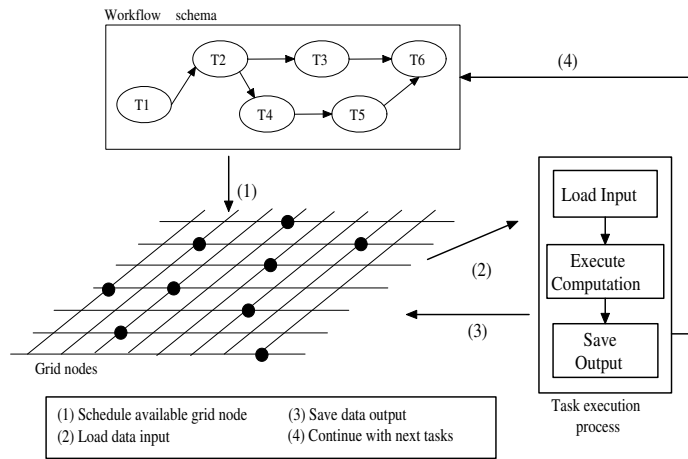 Workflow schema
T1
T2
T3
T6
T4
T5
(4)
(1)
(2)
(3)
Load Input
Execute
Computation
Save
Output
Grid nodes
Task execution
process
(1) Schedule available grid node
(3) Save data output
(2) Load data input
(4) Continue with next tasks